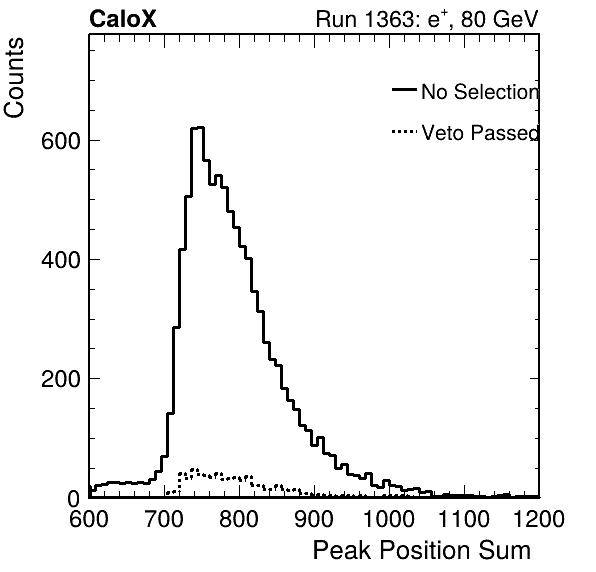 CaloX Run 1363: e⁺, 80 GeV
Counts
No Selection
Veto Passed
600
400
200
0
600 700 800 900 1000 1100 1200
Peak Position Sum